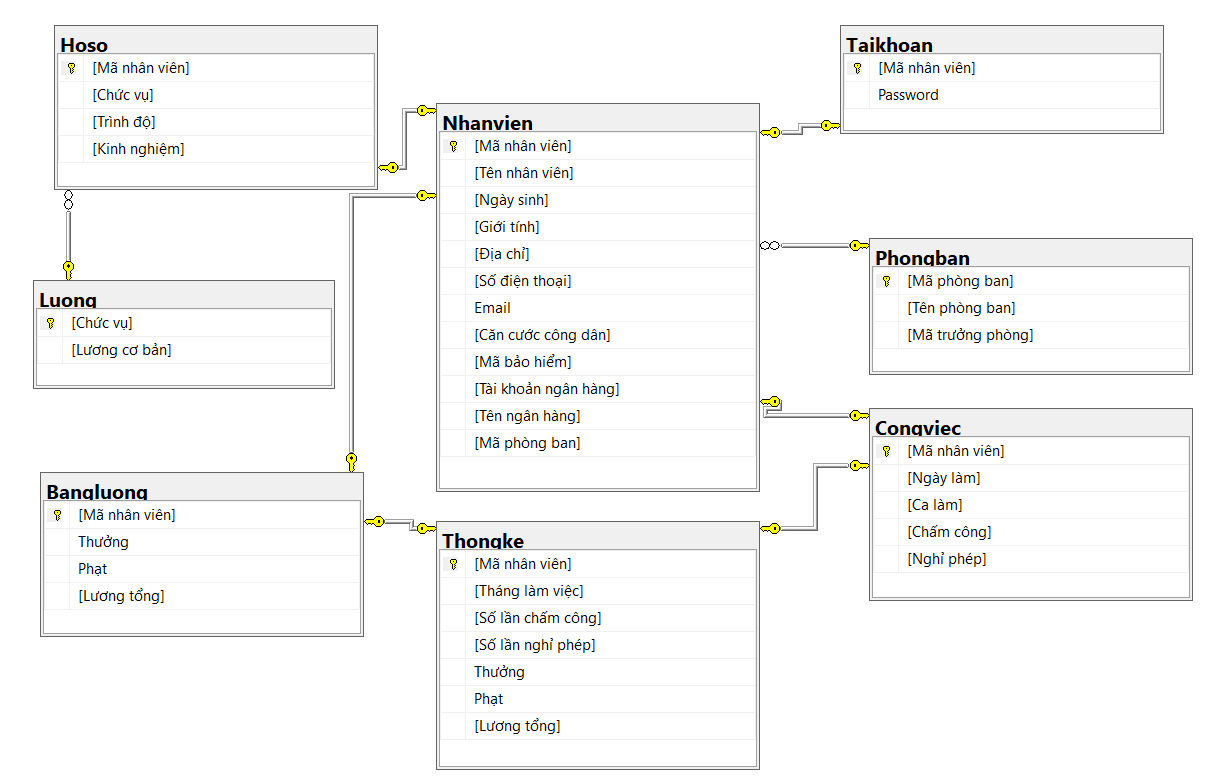 Hoso
[Mã nhân viên]
[Chức vụ]
[Trình độ]
[Kinh nghiệm]
Taikhoan
[Mã nhân viên]
Password
Nhanvien
[Mã nhân viên]
[Tên nhân viên]
[Ngày sinh]
[Giới tính]
[Địa chỉ]
[Số điện thoại]
Email
[Căn cước công dân]
[Mã bảo hiểm]
[Tài khoản ngân hàng]
[Tên ngân hàng]
[Mã phòng ban]
Phongban
[Mã phòng ban]
[Tên phòng ban]
[Mã trưởng phòng]
Luong
[Chức vụ]
[Lương cơ bản]
Congviec
[Mã nhân viên]
[Ngày làm]
[Ca làm]
[Chấm công]
[Nghỉ phép]
Bangluong
[Mã nhân viên]
Thưởng
Phạt
[Lương tổng]
Thongke
[Mã nhân viên]
[Tháng làm việc]
[Số lần chấm công]
[Số lần nghỉ phép]
Thưởng
Phạt
[Lương tổng]